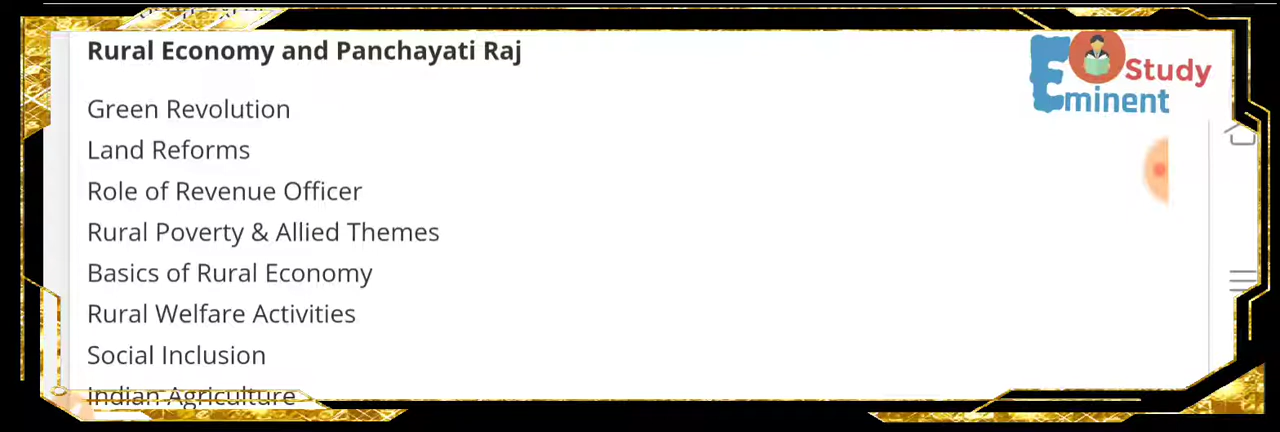 Rural Economy and Panchayati Raj
Eminent Study
Green Revolution
Land Reforms
Role of Revenue Officer
Rural Poverty & Allied Themes
Basics of Rural Economy
Rural Welfare Activities
Social Inclusion
Indian Agriculture